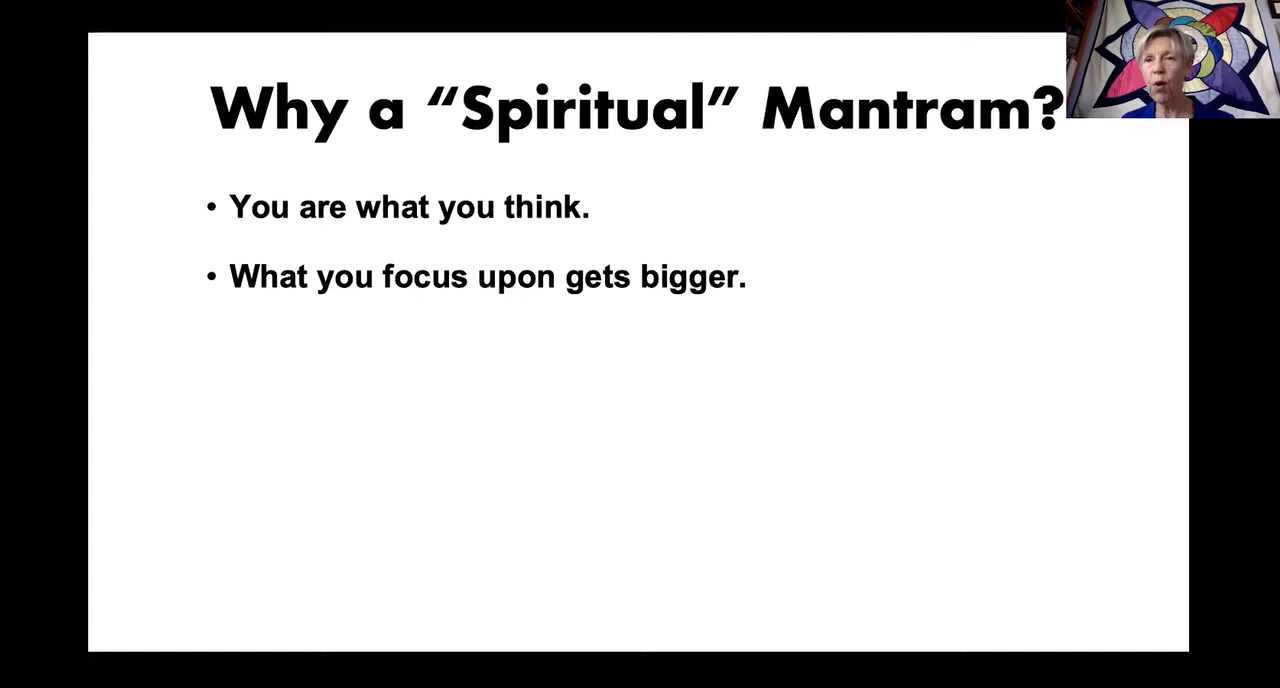 Why a “Spiritual” Mantram?
• You are what you think.
• What you focus upon gets bigger.